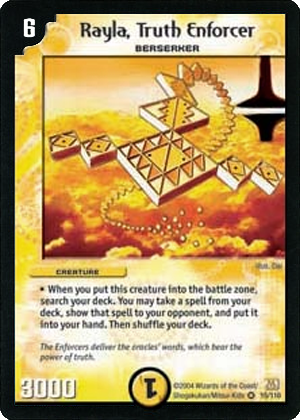 6
Rayla, Truth Enforcer
BERSERKER
CREATURE
• When you put this creature into the battle zone,
search your deck. You may take a spell from your
deck, show that spell to your opponent, and put it
into your hand. Then shuffle your deck.
The Enforcers deliver the oracles' words, which bear the
power of truth.
3000
©2004 Wizards of the Coast/
Shogakukan/Mitsui-Kids